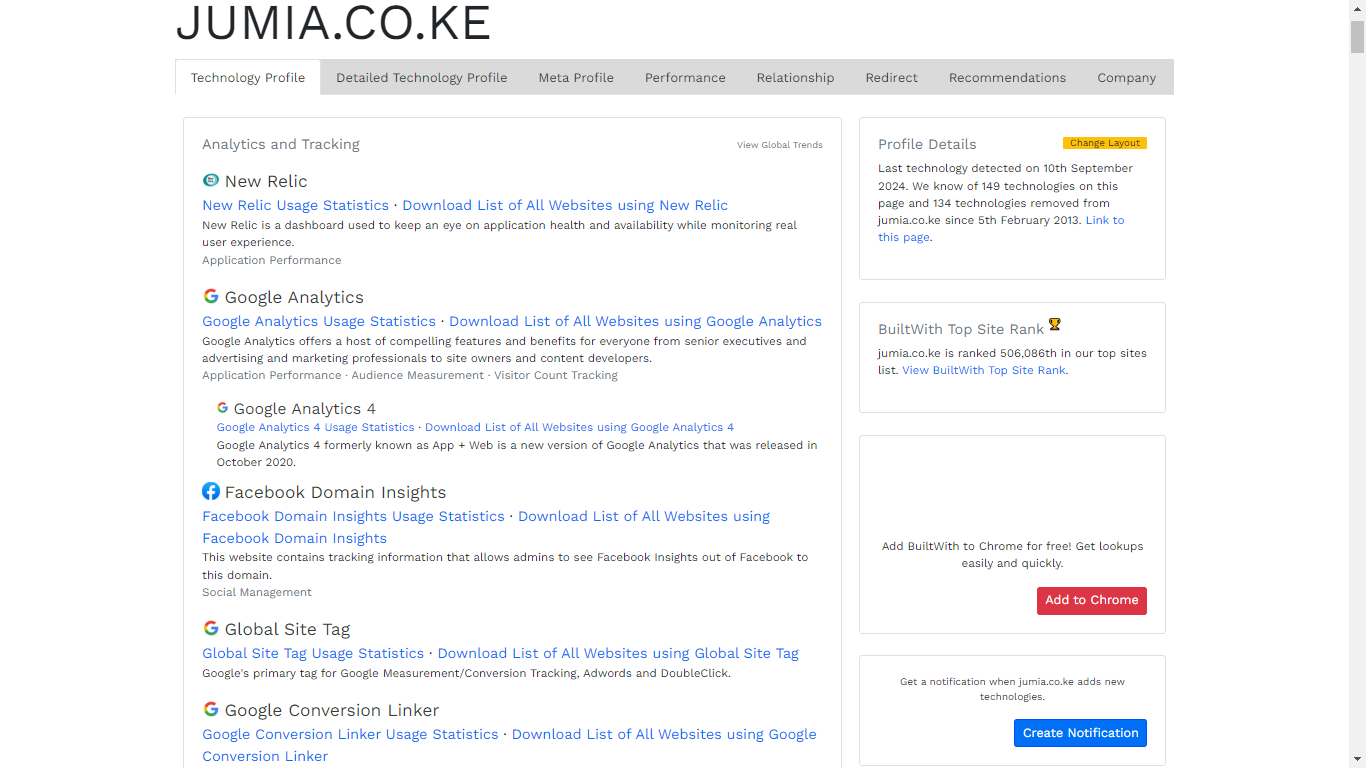 JUMIA.CO.KE
Technology Profile
Detailed Technology Profile
Meta Profile
Performance
Relationship
Redirect
Recommendations
Company
Analytics and Tracking
View Global Trends
New Relic
New Relic Usage Statistics · Download List of All Websites using New Relic
New Relic is a dashboard used to keep an eye on application health and availability while monitoring real
user experience.
Application Performance
Google Analytics
Google Analytics Usage Statistics · Download List of All Websites using Google Analytics
Google Analytics offers a host of compelling features and benefits for everyone from senior executives and
advertising and marketing professionals to site owners and content developers.
Application Performance · Audience Measurement · Visitor Count Tracking
Google Analytics 4
Google Analytics 4 Usage Statistics · Download List of All Websites using Google Analytics 4
Google Analytics 4 formerly known as App + Web is a new version of Google Analytics that was released in
October 2020.
Facebook Domain Insights
Facebook Domain Insights Usage Statistics · Download List of All Websites using
Facebook Domain Insights
This website contains tracking information that allows admins to see Facebook Insights out of Facebook to
this domain.
Social Management
Global Site Tag
Global Site Tag Usage Statistics · Download List of All Websites using Global Site Tag
Google's primary tag for Google Measurement/Conversion Tracking, Adwords and DoubleClick.
Google Conversion Linker
Google Conversion Linker Usage Statistics · Download List of All Websites using Google
Conversion Linker
Profile Details
Change Layout
Last technology detected on 10th September
2024. We know of 149 technologies on this
page and 134 technologies removed from
jumia.co.ke since 5th February 2013. Link to
this page.
BuiltWith Top Site Rank
jumia.co.ke is ranked 506,086th in our top sites
list. View BuiltWith Top Site Rank.
Add BuiltWith to Chrome for free! Get lookups
easily and quickly.
Add to Chrome
Get a notification when jumia.co.ke adds new
technologies.
Create Notification